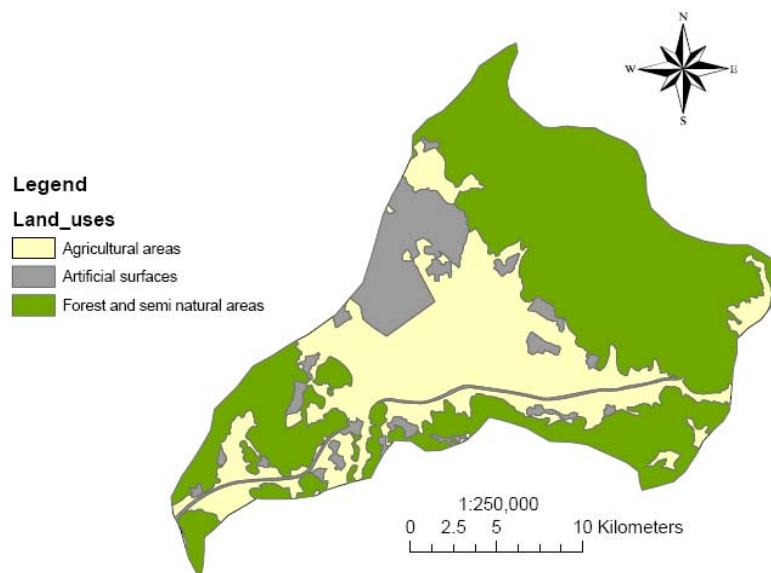 N
W E
S
Legend
Land_uses
Agricultural areas
Artificial surfaces
Forest and semi natural areas
1:250,000
0 2.5 5 10 Kilometers